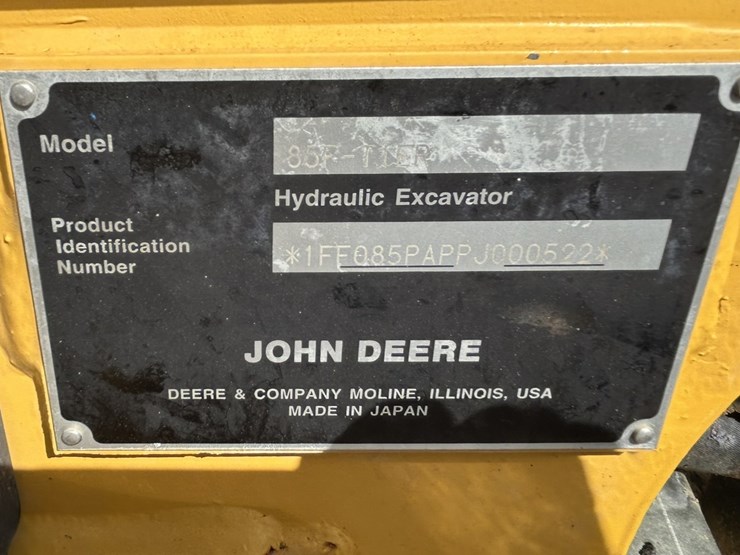 Model
Hydraulic Excavator
Product
Identification
Number
*1FF085PAPPJ000522*
JOHN DEERE
DEERE & COMPANY MOLINE, ILLINOIS, USA
MADE IN JAPAN